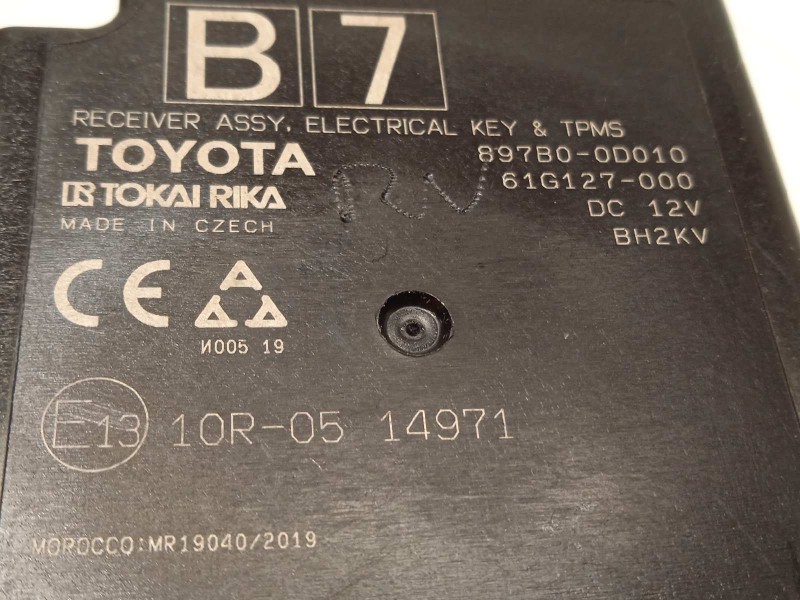 B 7
RECEIVER ASSY, ELECTRICAL KEY & TPMS
TOYOTA 897B0-0D010
TOKAI RIKA 61G127-000
MADE IN CZECH DC 12V
BH2KV
CE
И005 19
E13 10R-05 14971
MOROCCO:MR19040/2019